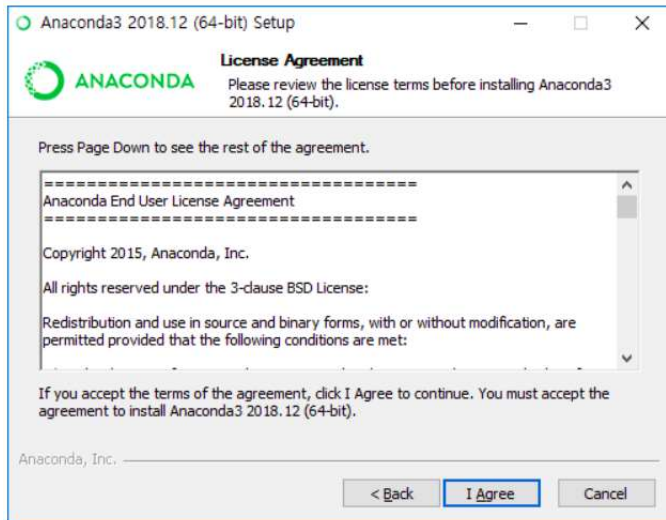 Anaconda3 2018.12 (64-bit) Setup
ANACONDA
License Agreement
Please review the license terms before installing Anaconda3
2018.12 (64-bit).
Press Page Down to see the rest of the agreement.
===================================
Anaconda End User License Agreement
===================================
Copyright 2015, Anaconda, Inc.
All rights reserved under the 3-clause BSD License:
Redistribution and use in source and binary forms, with or without modification, are
permitted provided that the following conditions are met:
If you accept the terms of the agreement, click I Agree to continue. You must accept the
agreement to install Anaconda3 2018.12 (64-bit).
Anaconda, Inc.
< Back
I Agree
Cancel